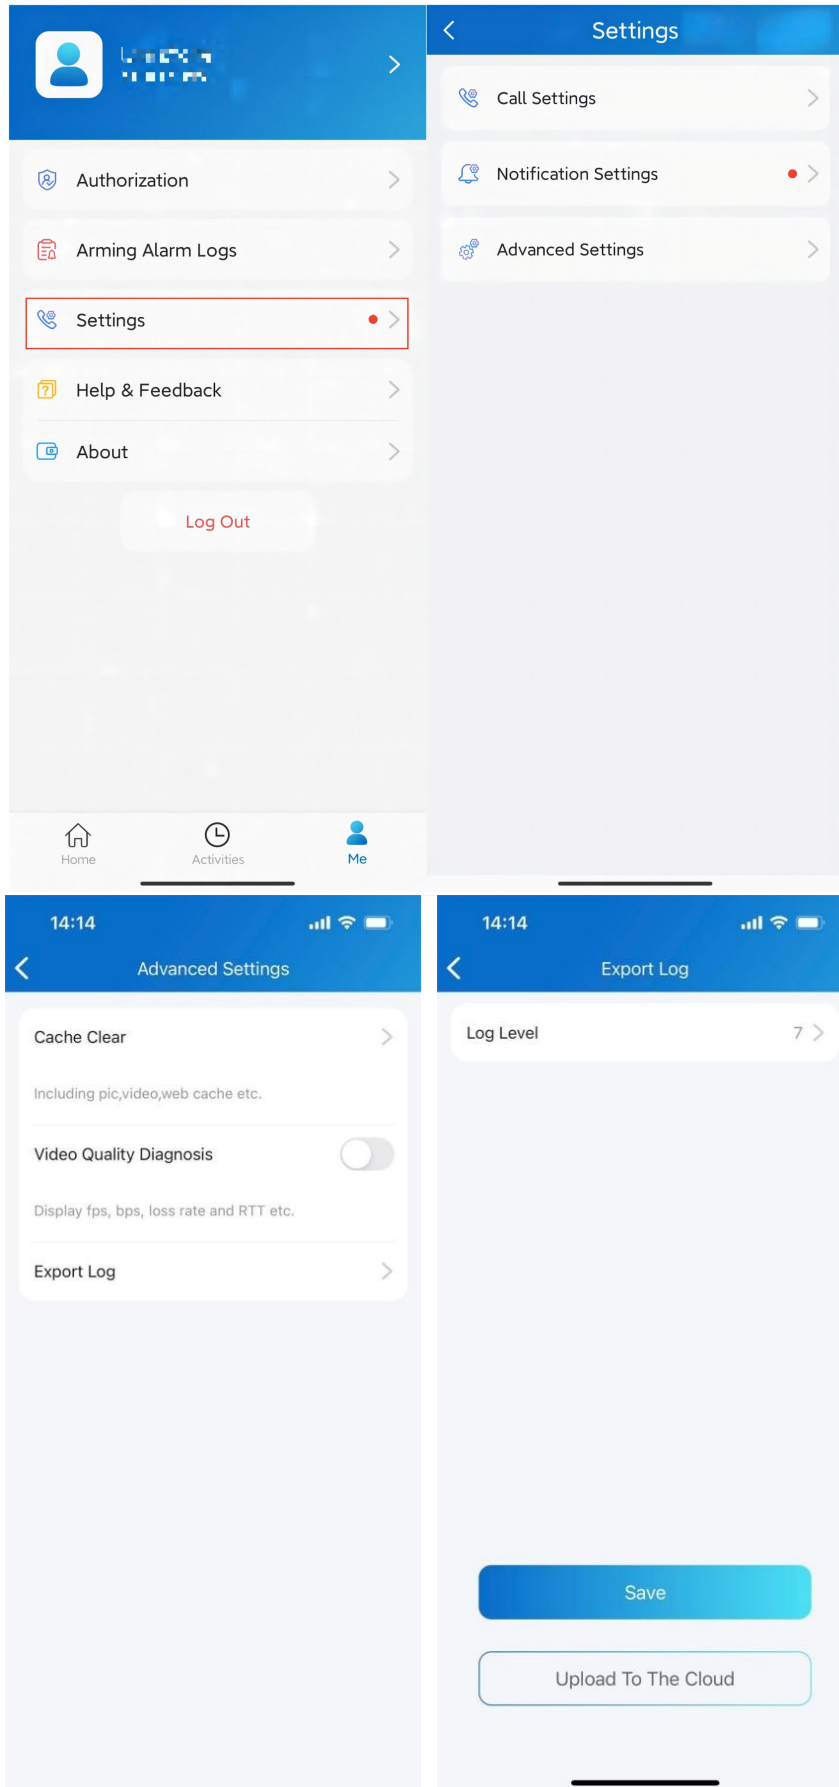 Authorization
Arming Alarm Logs
Settings
Help & Feedback
About
Log Out
Home
Activities
Me
Settings
Call Settings
Notification Settings
Advanced Settings
14:14
Advanced Settings
Cache Clear
Including pic,video,web cache etc.
Video Quality Diagnosis
Display fps, bps, loss rate and RTT etc.
Export Log
14:14
Export Log
Log Level 7
Save
Upload To The Cloud